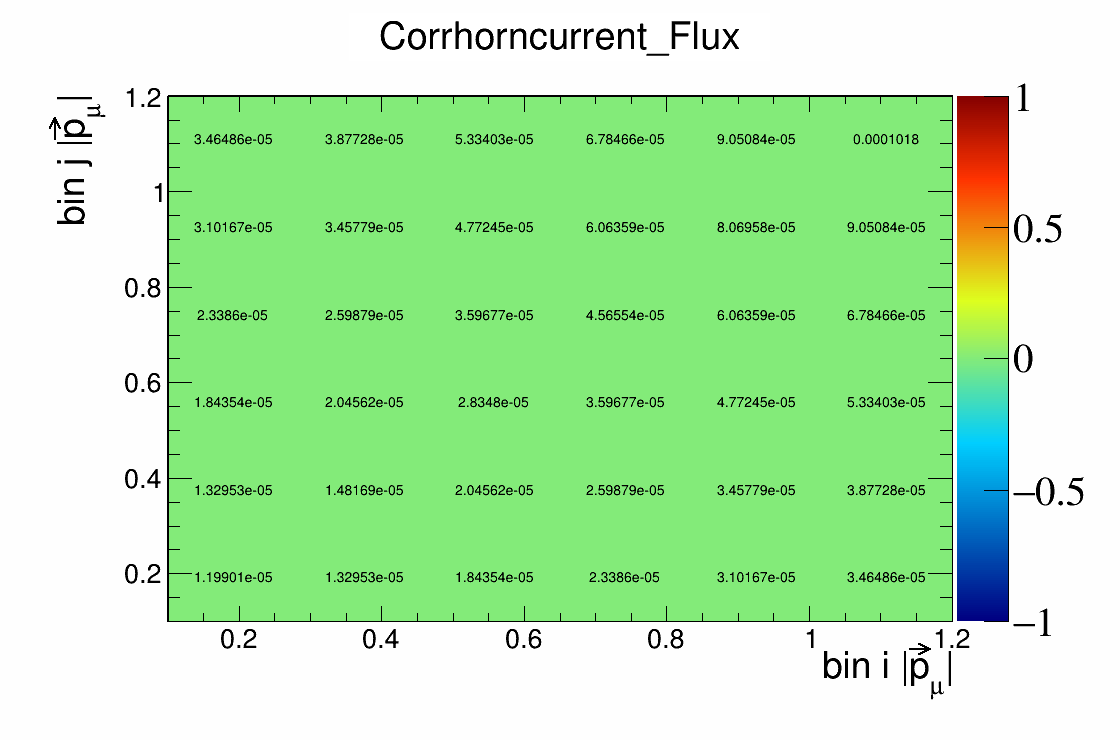 Corrhorncurrent_Flux
bin j |p⃗μ|
1.2
1
0.8
0.6
0.4
0.2
3.46486e-05 3.87728e-05 5.33403e-05 6.78466e-05 9.05084e-05 0.0001018
3.10167e-05 3.45779e-05 4.77245e-05 6.06359e-05 8.06958e-05 9.05084e-05
2.3386e-05 2.59879e-05 3.59677e-05 4.56554e-05 6.06359e-05 6.78466e-05
1.84354e-05 2.04562e-05 2.8348e-05 3.59677e-05 4.77245e-05 5.33403e-05
1.32953e-05 1.48169e-05 2.04562e-05 2.59879e-05 3.45779e-05 3.87728e-05
1.19901e-05 1.32953e-05 1.84354e-05 2.3386e-05 3.10167e-05 3.46486e-05
0.2 0.4 0.6 0.8 1 1.2
bin i |p⃗μ|
1
0.5
0
−0.5
−1